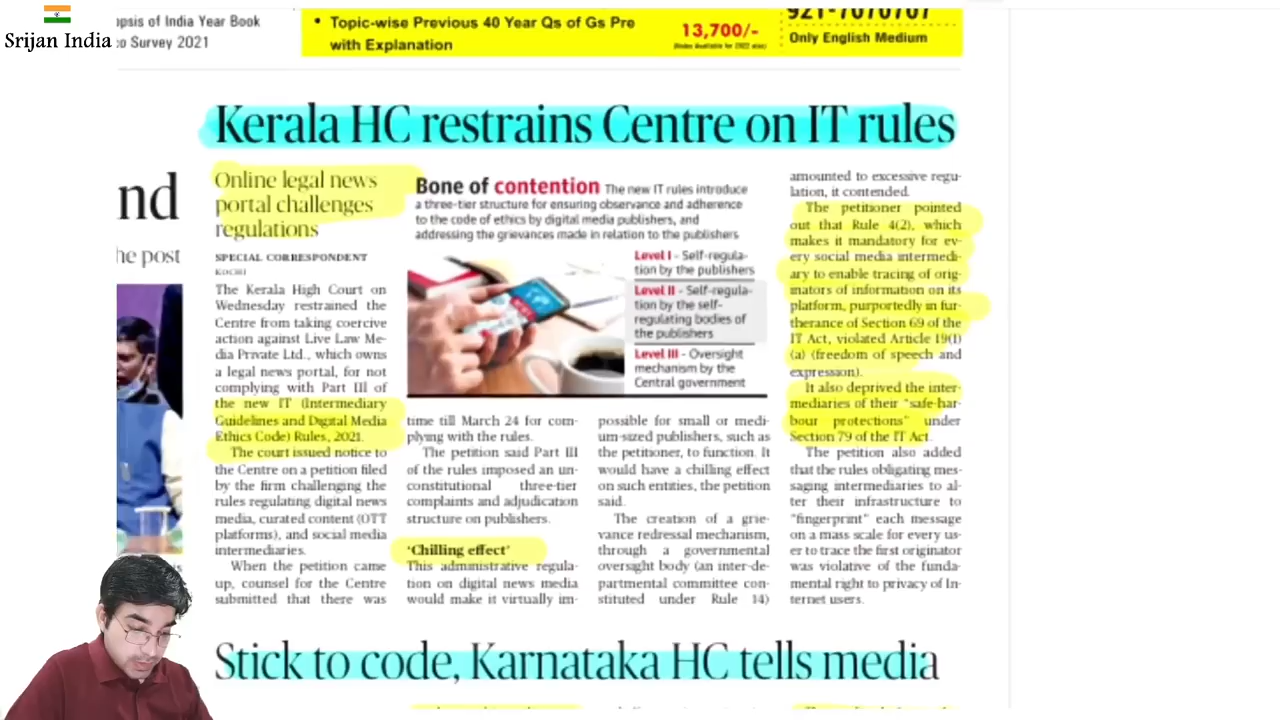 Srijan India
opsis of India Year Book
o Survey 2021
• Topic-wise Previous 40 Year Qs of Gs Pre
with Explanation
13,700/-
921-7070707
Only English Medium
Kerala HC restrains Centre on IT rules
nd
he post
Online legal news
portal challenges
regulations
SPECIAL CORRESPONDENT
KOCHI
The Kerala High Court on
Wednesday restrained the
Centre from taking coercive
action against Live Law Me-
dia Private Ltd., which owns
a legal news portal, for not
complying with Part III of
the new IT (Intermediary
Guidelines and Digital Media
Ethics Code) Rules, 2021.
The court issued notice to
the Centre on a petition filed
by the firm challenging the
rules regulating digital news
media, curated content (OTT
platforms), and social media
intermediaries.
When the petition came
up, counsel for the Centre
submitted that there was
Bone of contention The new IT rules introduce
a three-tier structure for ensuring observance and adherence
to the code of ethics by digital media publishers, and
addressing the grievances made in relation to the publishers
Level I - Self-regula-
tion by the publishers
Level II - Self-regula-
tion by the self-
regulating bodies of
the publishers
Level III - Oversight
mechanism by the
Central government
time till March 24 for com-
plying with the rules.
The petition said Part III
of the rules imposed an un-
constitutional three-tier
complaints and adjudication
structure on publishers.
'Chilling effect'
This administrative regula-
tion on digital news media
would make it virtually im-
possible for small or medi-
um-sized publishers, such as
the petitioner, to function. It
would have a chilling effect
on such entities, the petition
said.
The creation of a grie-
vance redressal mechanism,
through a governmental
oversight body (an inter-de-
partmental committee con-
stituted under Rule 14)
amounted to excessive regu-
lation, it contended.
The petitioner pointed
out that Rule 4(2), which
makes it mandatory for ev-
ery social media intermedi-
ary to enable tracing of orig-
inators of information on its
platform, purportedly in fur-
therance of Section 69 of the
IT Act, violated Article 19(1)
(a) (freedom of speech and
expression).
It also deprived the inter-
mediaries of their "safe-har-
bour protections" under
Section 79 of the IT Act.
The petition also added
that the rules obligating mes-
saging intermediaries to al-
ter their infrastructure to
"fingerprint" each message
on a mass scale for every us-
er to trace the first originator
was violative of the funda-
mental right to privacy of In-
ternet users.
Stick to code, Karnataka HC tells media